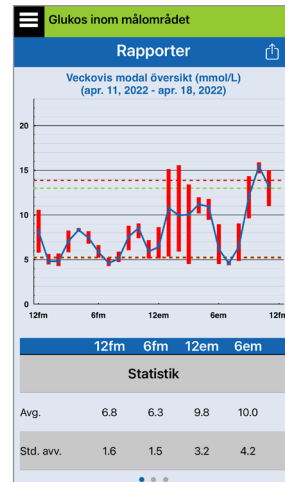 Glukos inom målområdet
Rapporter
Veckovis modal översikt (mmol/L)
(apr. 11, 2022 - apr. 18, 2022)
20
15
10
5
0
12fm 6fm 12em 6em 12fm
12fm 6fm 12em 6em
Statistik
Avg. 6.8 6.3 9.8 10.0
Std. avv. 1.6 1.5 3.2 4.2